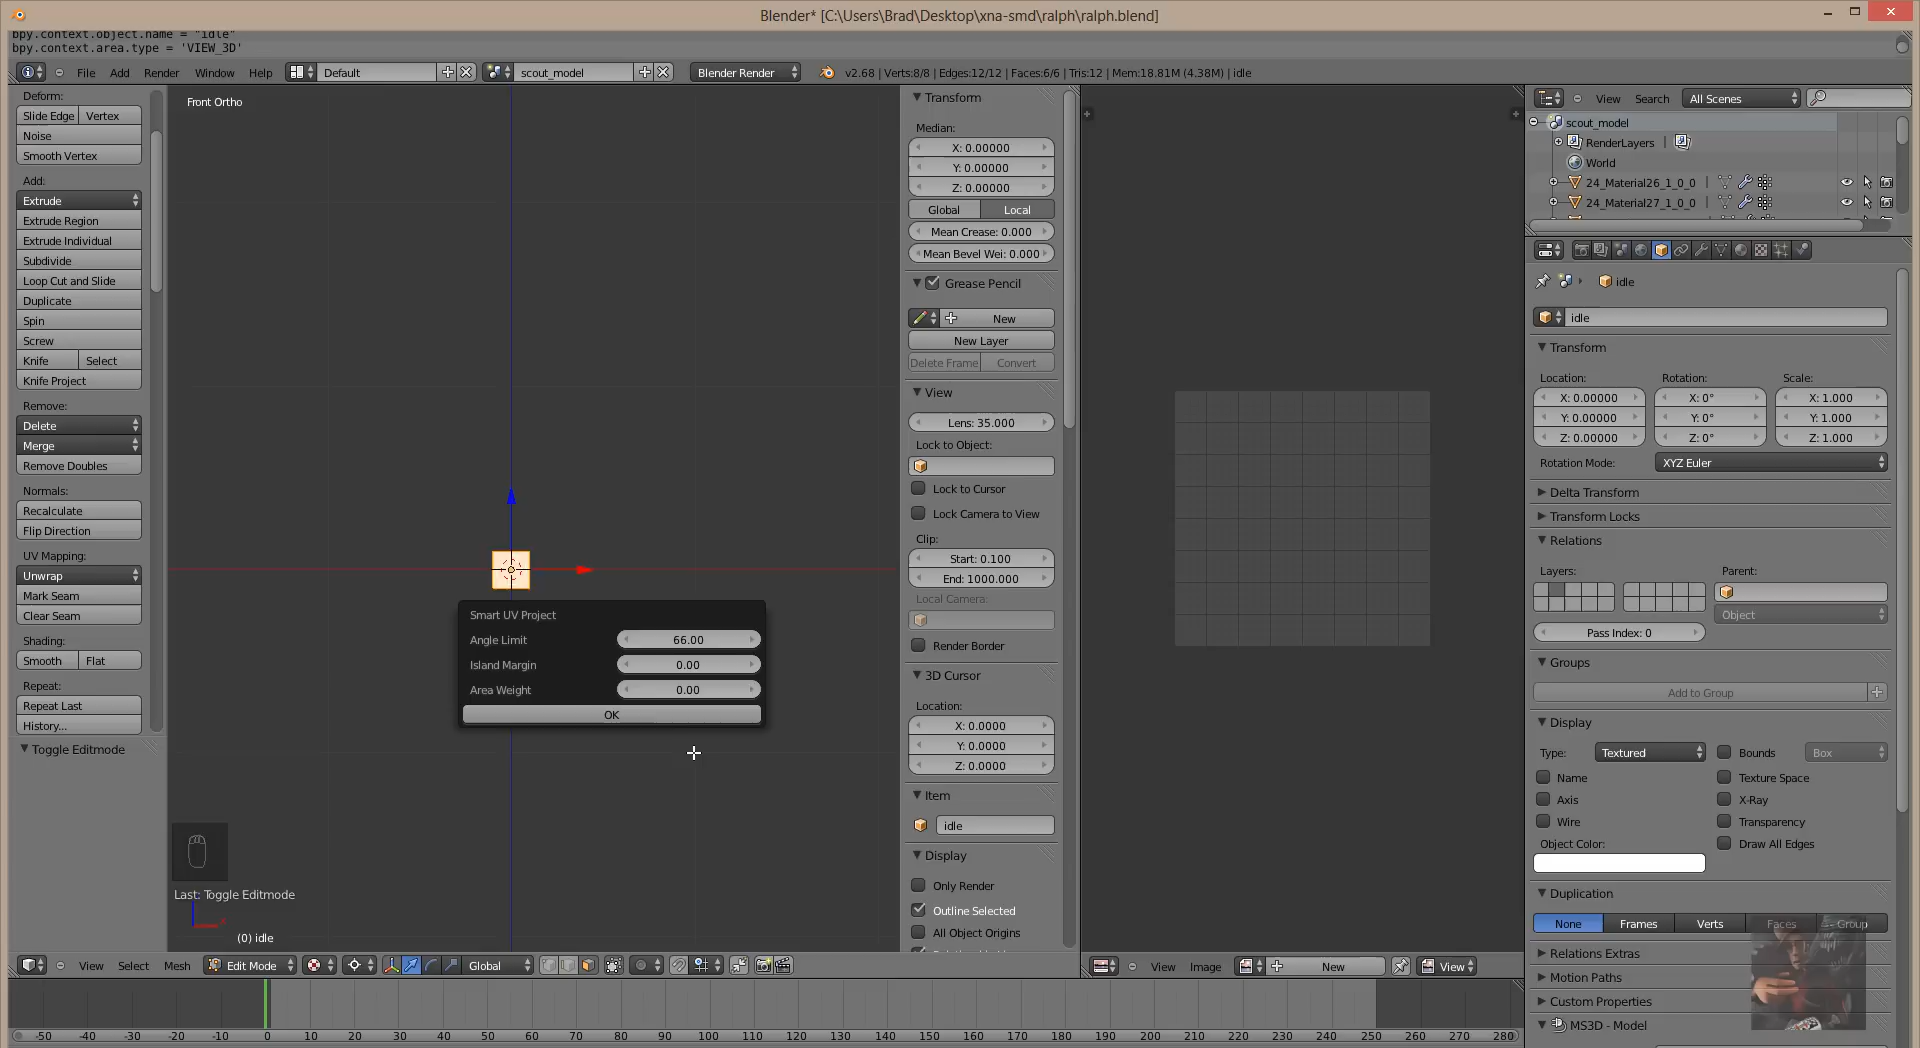 Blender* [C:\Users\Brad\Desktop\xna-smd\ralph\ralph.blend]
bpy.context.object.name = "idle"
bpy.context.area.type = 'VIEW_3D'
File Add Render Window Help Default scout_model Blender Render v2.68 | Verts:8/8 | Edges:12/12 | Faces:6/6 | Tris:12 | Mem:18.81M (4.38M) | idle
Deform:
Slide Edge Vertex
Noise
Smooth Vertex
Add:
Extrude
Extrude Region
Extrude Individual
Subdivide
Loop Cut and Slide
Duplicate
Spin
Screw
Knife Select
Knife Project
Remove:
Delete
Merge
Remove Doubles
Normals:
Recalculate
Flip Direction
UV Mapping:
Unwrap
Mark Seam
Clear Seam
Shading:
Smooth Flat
Repeat:
Repeat Last
History...
Toggle Editmode
Front Ortho
Smart UV Project
Angle Limit 66.00
Island Margin 0.00
Area Weight 0.00
OK
Last: Toggle Editmode
(0) idle
View Select Mesh Edit Mode Global
Transform
Median:
X: 0.00000
Y: 0.00000
Z: 0.00000
Global Local
Mean Crease: 0.000
Mean Bevel Wei: 0.000
Grease Pencil
New
New Layer
Delete Frame Convert
View
Lens: 35.000
Lock to Object:
Lock to Cursor
Lock Camera to View
Clip:
Start: 0.100
End: 1000.000
Local Camera:
Render Border
3D Cursor
Location:
X: 0.0000
Y: 0.0000
Z: 0.0000
Item
idle
Display
Only Render
Outline Selected
All Object Origins
View Image New View
View Search All Scenes
scout_model
RenderLayers |
World
24_Material26_1_0_0 |
24_Material27_1_0_0 |
idle
idle
Transform
Location: Rotation: Scale:
X: 0.00000 X: 0° X: 1.000
Y: 0.00000 Y: 0° Y: 1.000
Z: 0.00000 Z: 0° Z: 1.000
Rotation Mode: XYZ Euler
Delta Transform
Transform Locks
Relations
Layers: Parent:
Object
Pass Index: 0
Groups
Add to Group
Display
Type: Textured Bounds Box
Name Texture Space
Axis X-Ray
Wire Transparency
Object Color: Draw All Edges
Duplication
None Frames Verts Faces Group
Relations Extras
Motion Paths
Custom Properties
MS3D - Model
-50 -40 -30 -20 -10 0 10 20 30 40 50 60 70 80 90 100 110 120 130 140 150 160 170 180 190 200 210 220 230 240 250 260 270 280